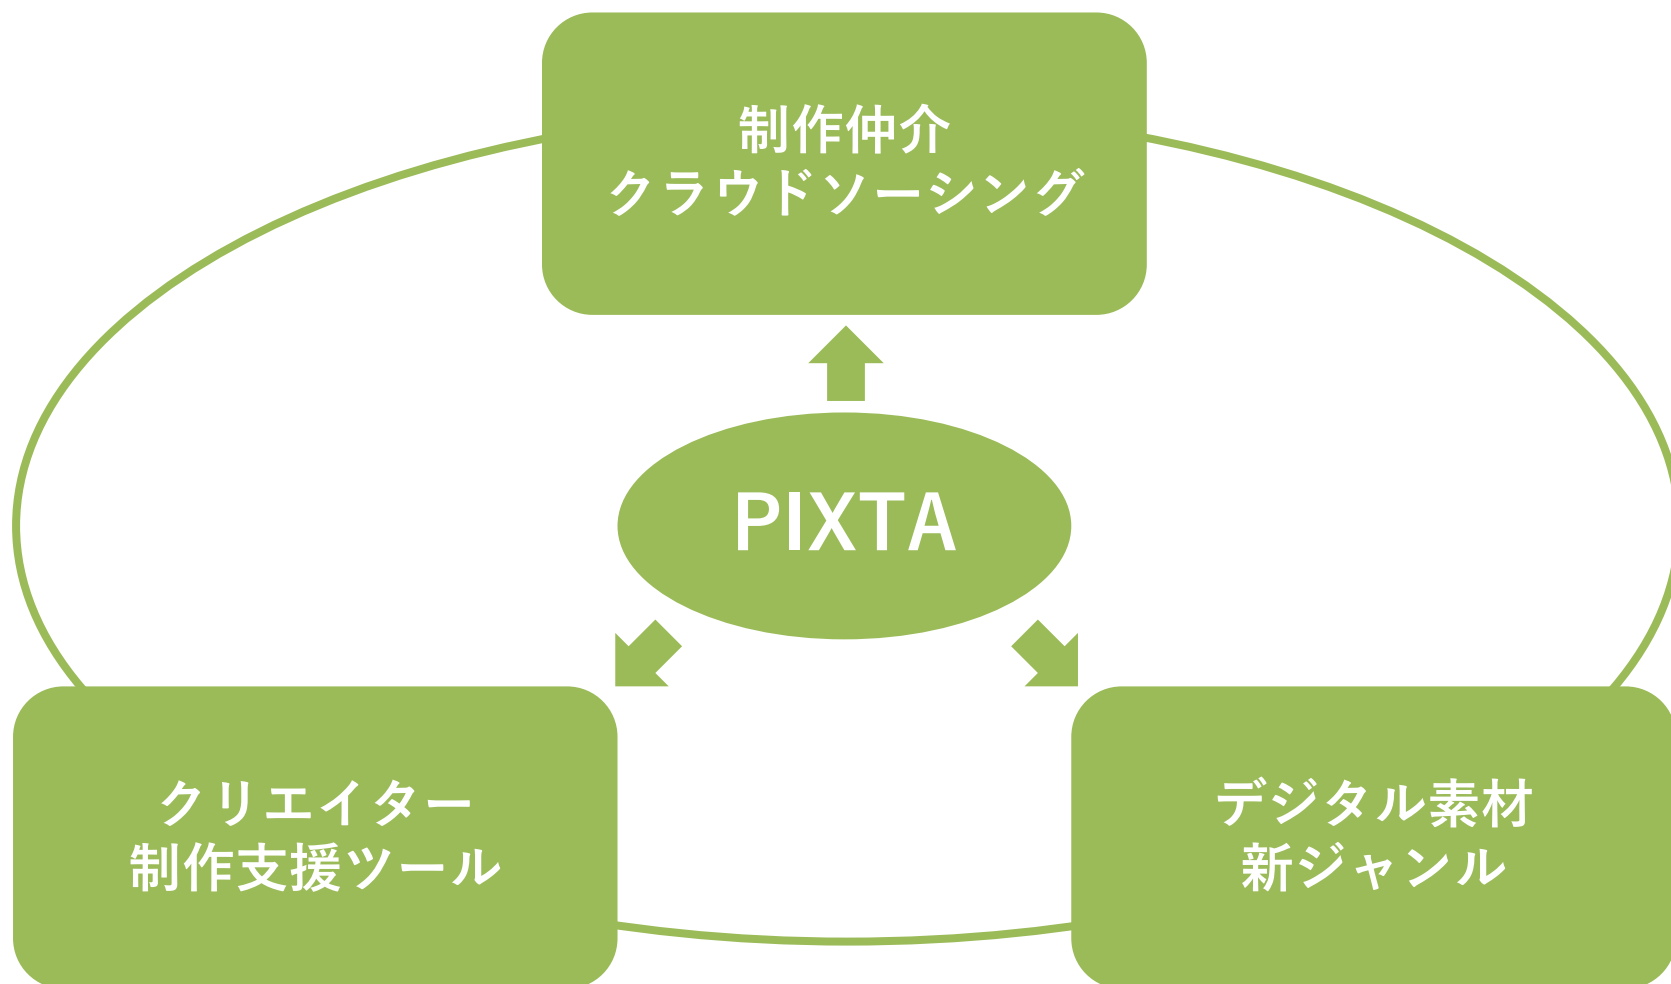 制作仲介
クラウドソーシング
PIXTA
クリエイター
制作支援ツール
デジタル素材
新ジャンル